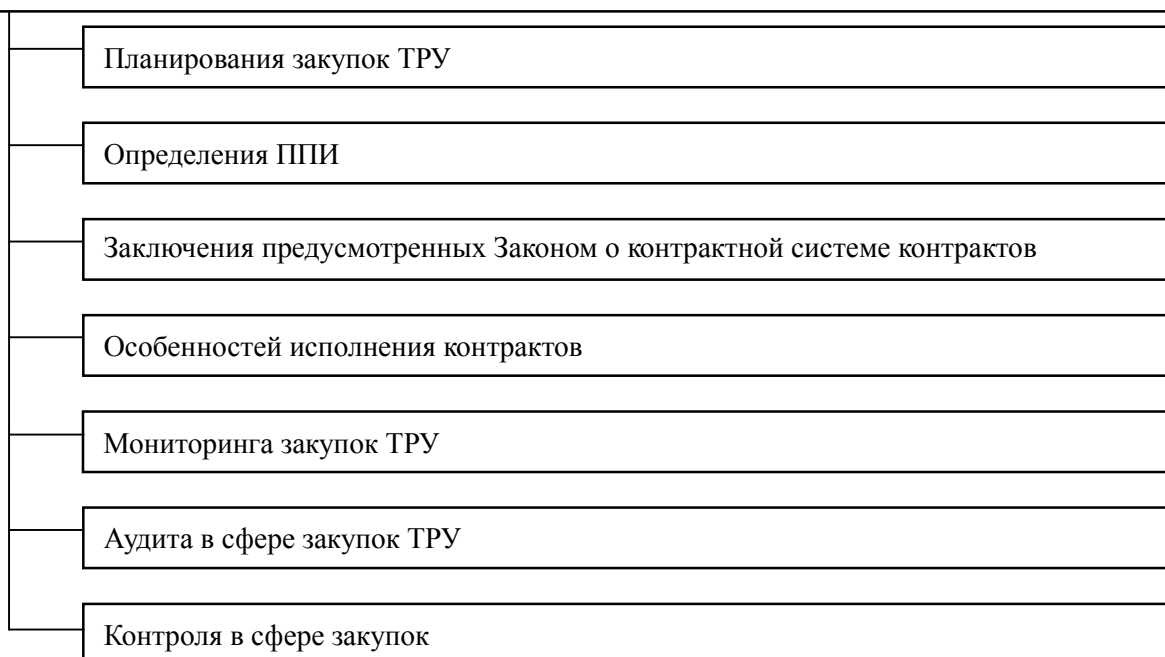 Планирования закупок ТРУ
Определения ППИ
Заключения предусмотренных Законом о контрактной системе контрактов
Особенностей исполнения контрактов
Мониторинга закупок ТРУ
Аудита в сфере закупок ТРУ
Контроля в сфере закупок